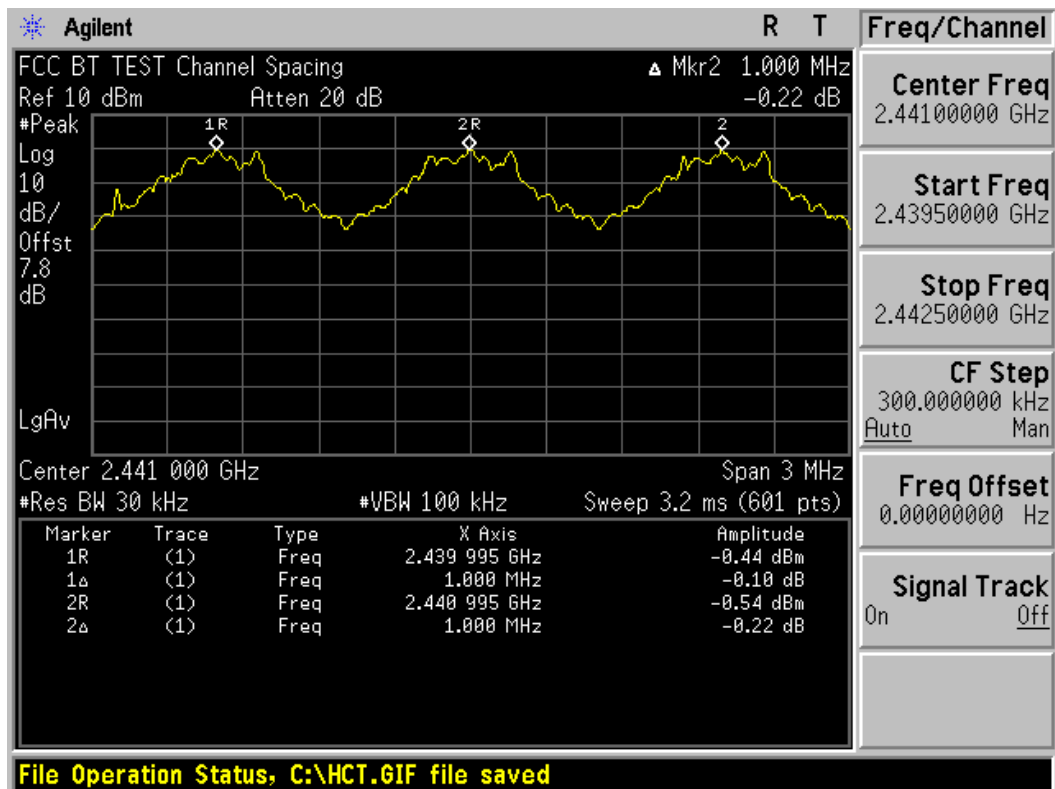 Agilent R T
FCC BT TEST Channel Spacing Δ Mkr2 1.000 MHz
Ref 10 dBm Atten 20 dB -0.22 dB
#Peak
Log
10
dB/
Offst
7.8
dB
LgAv
1R 2R 2
Center 2.441 000 GHz Span 3 MHz
#Res BW 30 kHz #VBW 100 kHz Sweep 3.2 ms (601 pts)
Marker Trace Type X Axis Amplitude
1R (1) Freq 2.439 995 GHz -0.44 dBm
1Δ (1) Freq 1.000 MHz -0.10 dB
2R (1) Freq 2.440 995 GHz -0.54 dBm
2Δ (1) Freq 1.000 MHz -0.22 dB
Freq/Channel
Center Freq
2.44100000 GHz
Start Freq
2.43950000 GHz
Stop Freq
2.44250000 GHz
CF Step
300.000000 kHz
Auto Man
Freq Offset
0.00000000 Hz
Signal Track
On Off
File Operation Status, C:\HCT.GIF file saved